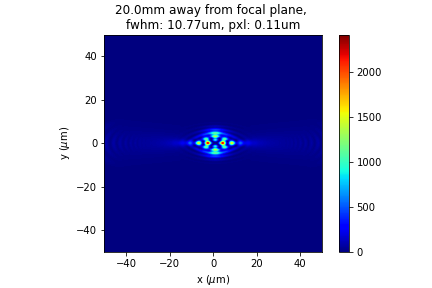 20.0mm away from focal plane,
fwhm: 10.77um, pxl: 0.11um
40
20
0
−20
−40
y (μm)
−40 −20 0 20 40
x (μm)
2000
1500
1000
500
0